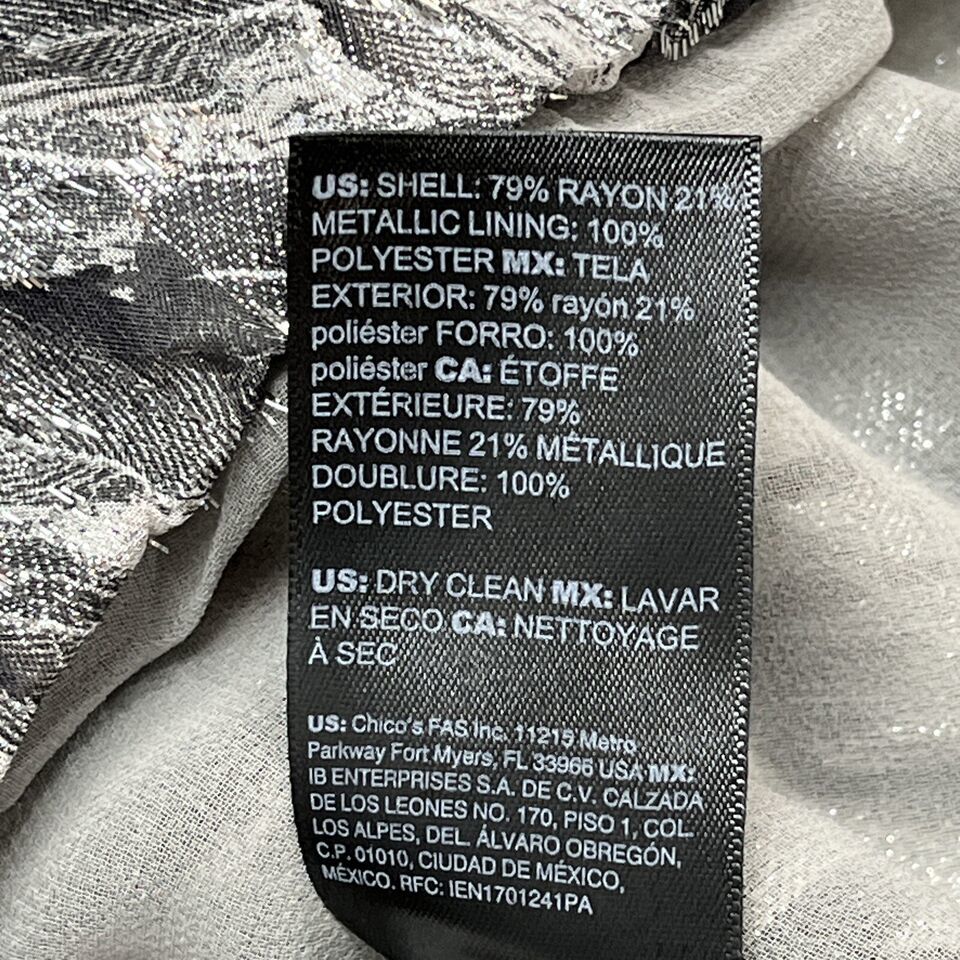 US: SHELL: 79% RAYON 21%
METALLIC LINING: 100%
POLYESTER MX: TELA
EXTERIOR: 79% rayón 21%
poliéster FORRO: 100%
poliéster CA: ÉTOFFE
EXTÉRIEURE: 79%
RAYONNE 21% MÉTALLIQUE
DOUBLURE: 100%
POLYESTER
US: DRY CLEAN MX: LAVAR
EN SECO CA: NETTOYAGE
À SEC
US: Chico's FAS Inc. 11215 Metro
Parkway Fort Myers, FL 33966 USA MX:
IB ENTERPRISES S.A. DE C.V. CALZADA
DE LOS LEONES NO. 170, PISO 1, COL.
LOS ALPES, DEL. ÁLVARO OBREGÓN,
C.P. 01010, CIUDAD DE MÉXICO,
MÉXICO. RFC: IEN1701241PA